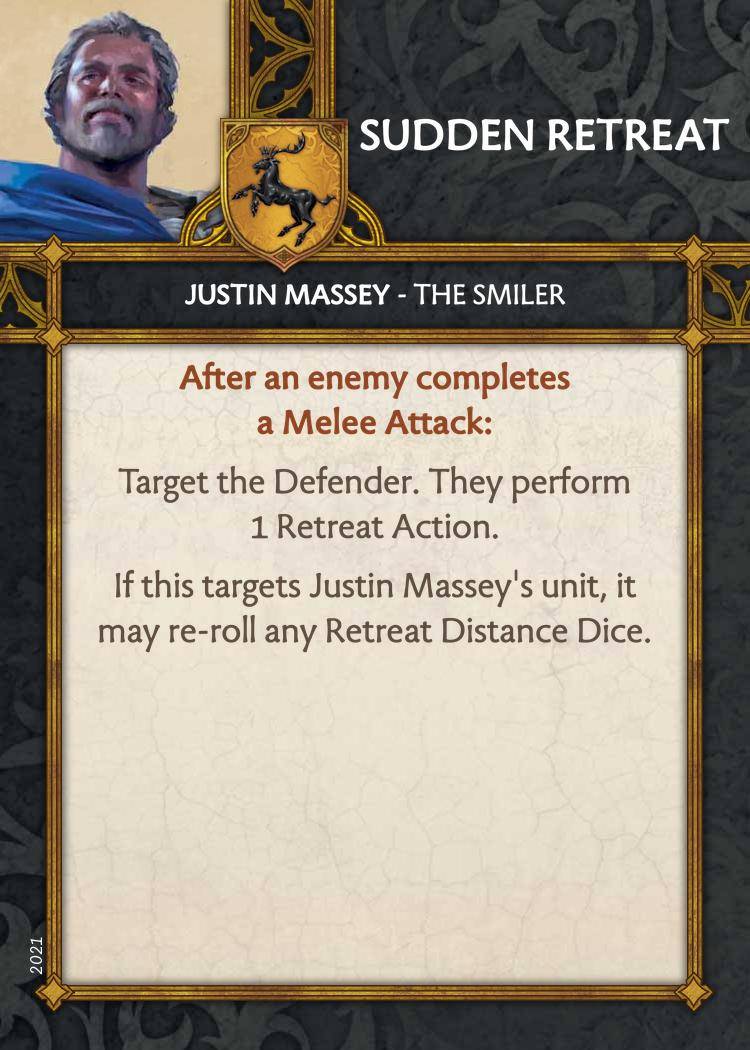 SUDDEN RETREAT
JUSTIN MASSEY - THE SMILER
After an enemy completes
a Melee Attack:
Target the Defender. They perform
1 Retreat Action.
If this targets Justin Massey's unit, it
may re-roll any Retreat Distance Dice.
2021